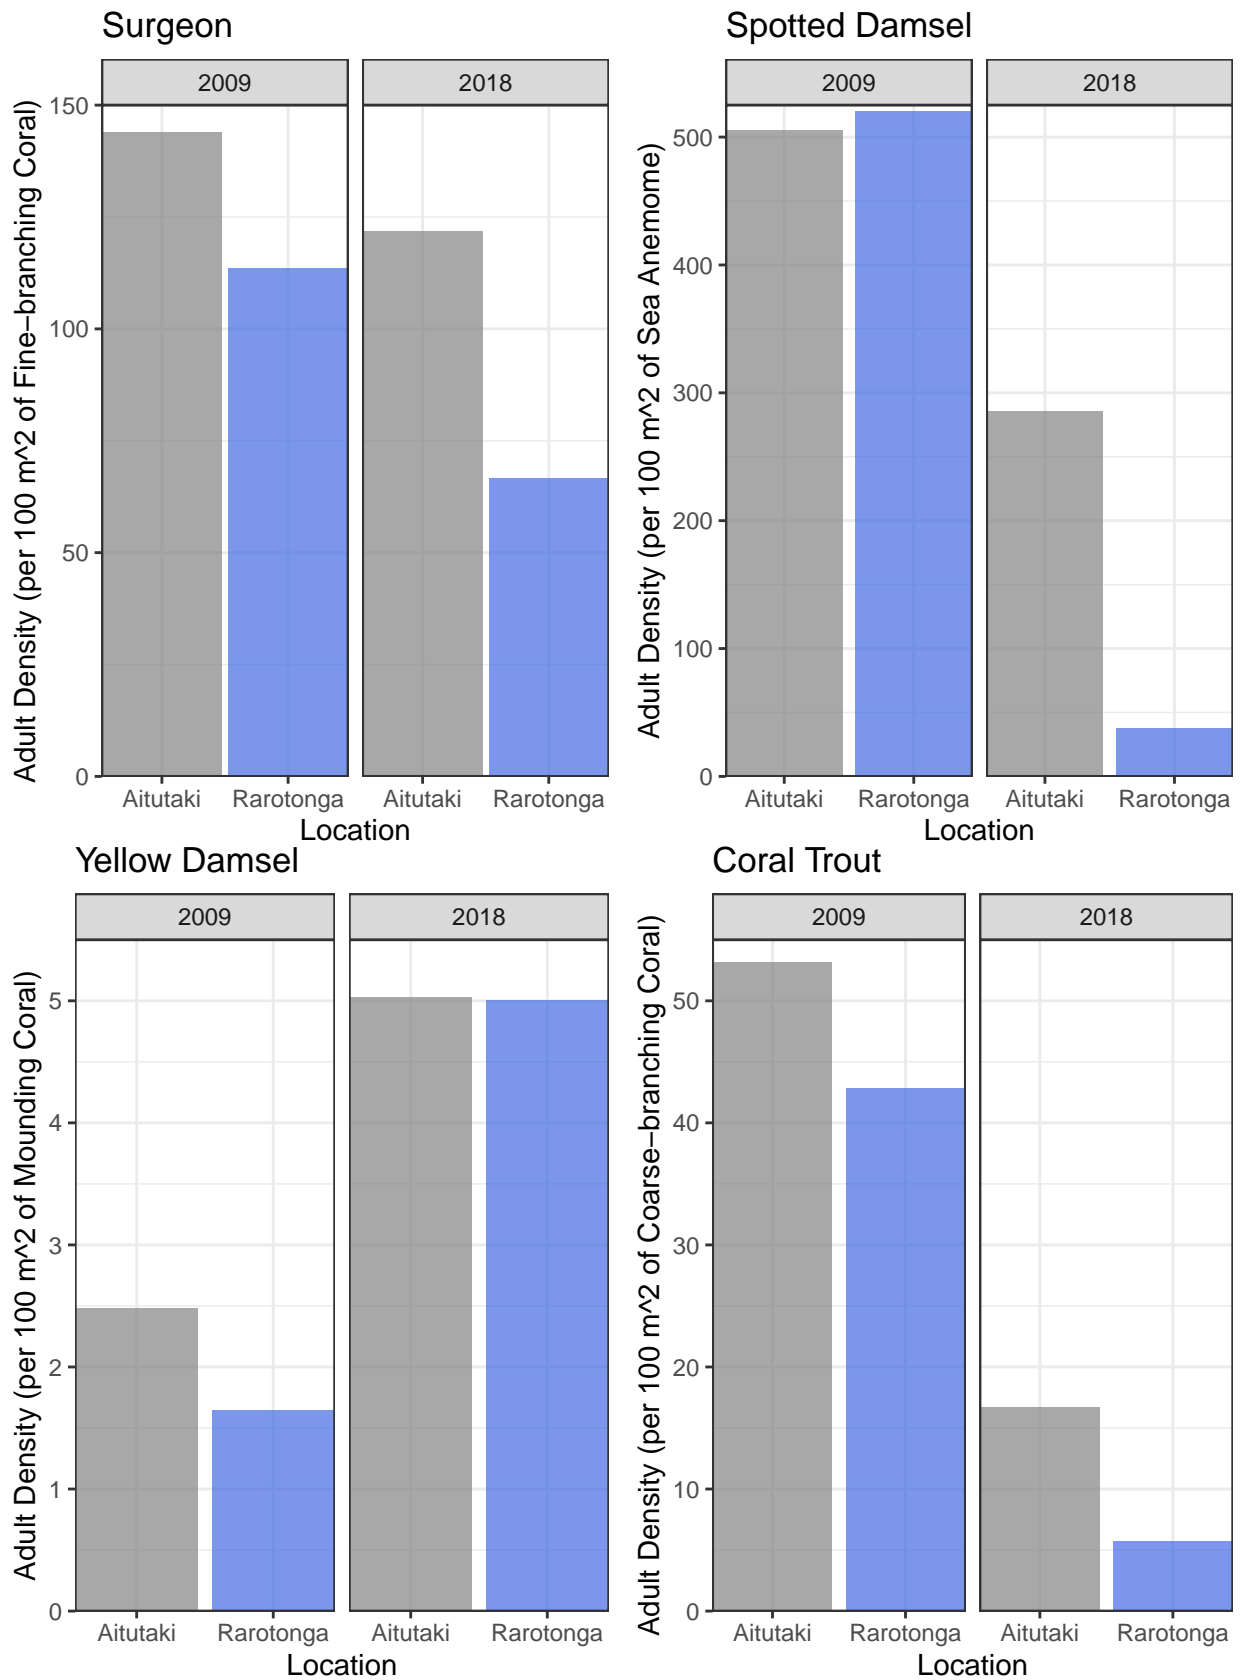 Surgeon
2009 2018
Adult Density (per 100 m^2 of Fine−branching Coral)
150
100
50
0
Aitutaki Rarotonga Aitutaki Rarotonga
Location
Spotted Damsel
2009 2018
Adult Density (per 100 m^2 of Sea Anemome)
500
400
300
200
100
0
Aitutaki Rarotonga Aitutaki Rarotonga
Location
Yellow Damsel
2009 2018
Adult Density (per 100 m^2 of Mounding Coral)
5
4
3
2
1
0
Aitutaki Rarotonga Aitutaki Rarotonga
Location
Coral Trout
2009 2018
Adult Density (per 100 m^2 of Coarse−branching Coral)
50
40
30
20
10
0
Aitutaki Rarotonga Aitutaki Rarotonga
Location